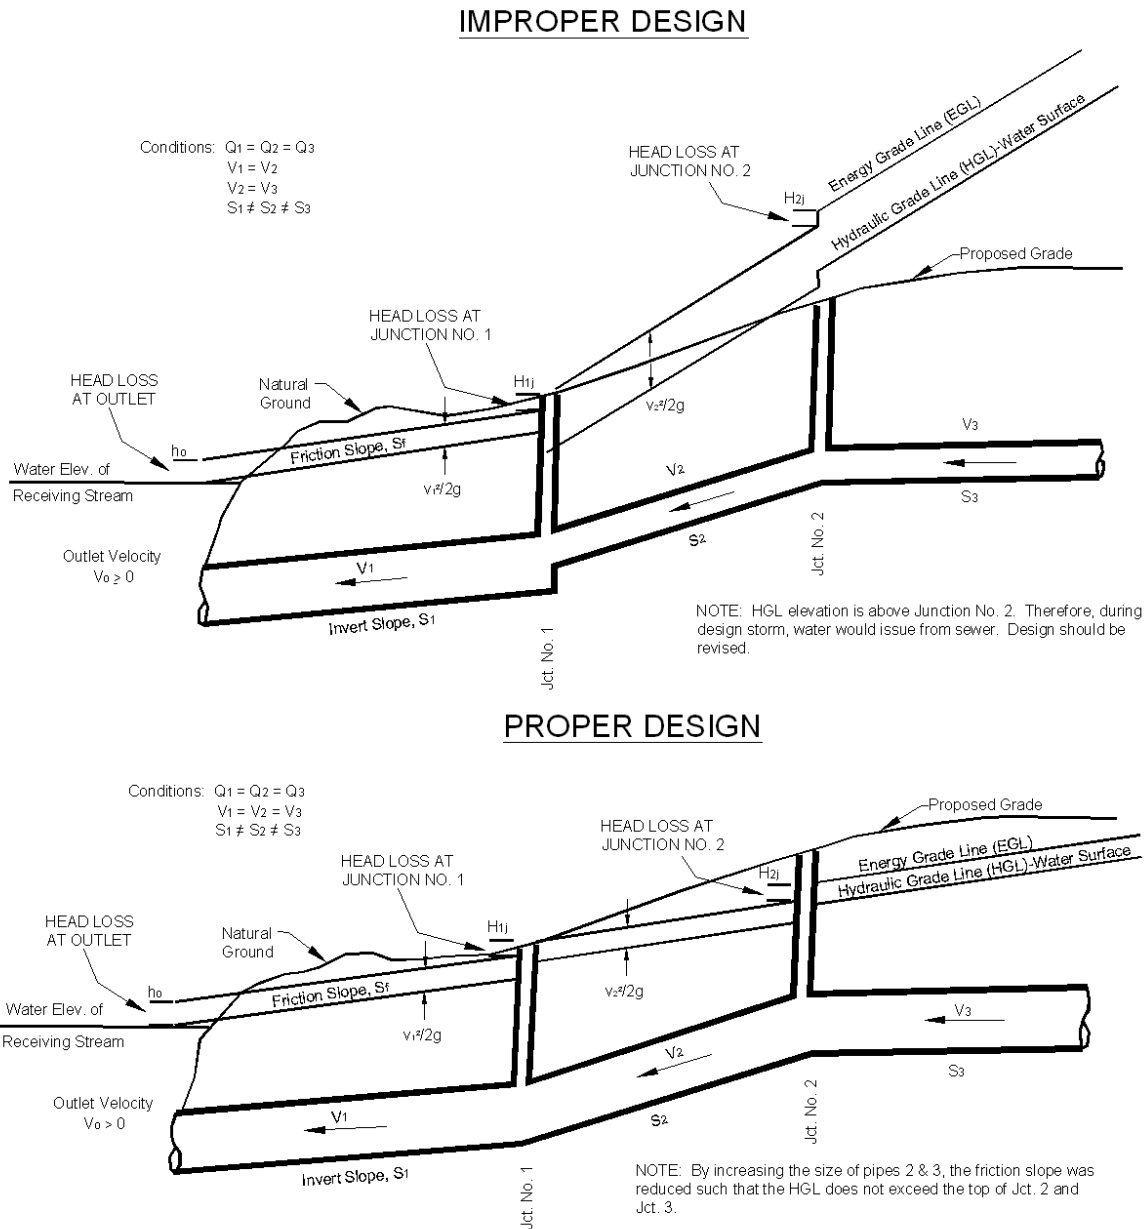 IMPROPER DESIGN
Conditions: Q1 = Q2 = Q3
V1 = V2
V2 = V3
S1 ≠ S2 ≠ S3
HEAD LOSS AT
JUNCTION NO. 2
H2j
Energy Grade Line (EGL)
Hydraulic Grade Line (HGL)-Water Surface
Proposed Grade
HEAD LOSS AT
JUNCTION NO. 1
H1j
HEAD LOSS
AT OUTLET
Natural
Ground
ho
Friction Slope, Sf
v1²/2g
v2²/2g
Water Elev. of
Receiving Stream
Outlet Velocity
Vo ≥ 0
V1
Invert Slope, S1
V2
S2
V3
S3
Jct. No. 1
Jct. No. 2
NOTE: HGL elevation is above Junction No. 2. Therefore, during
design storm, water would issue from sewer. Design should be
revised.
PROPER DESIGN
Conditions: Q1 = Q2 = Q3
V1 = V2 = V3
S1 ≠ S2 ≠ S3
HEAD LOSS AT
JUNCTION NO. 2
H2j
Proposed Grade
Energy Grade Line (EGL)
Hydraulic Grade Line (HGL)-Water Surface
HEAD LOSS AT
JUNCTION NO. 1
H1j
HEAD LOSS
AT OUTLET
Natural
Ground
ho
Friction Slope, Sf
v1²/2g
v2²/2g
Water Elev. of
Receiving Stream
Outlet Velocity
Vo > 0
V1
Invert Slope, S1
V2
S2
V3
S3
Jct. No. 1
Jct. No. 2
NOTE: By increasing the size of pipes 2 & 3, the friction slope was
reduced such that the HGL does not exceed the top of Jct. 2 and
Jct. 3.